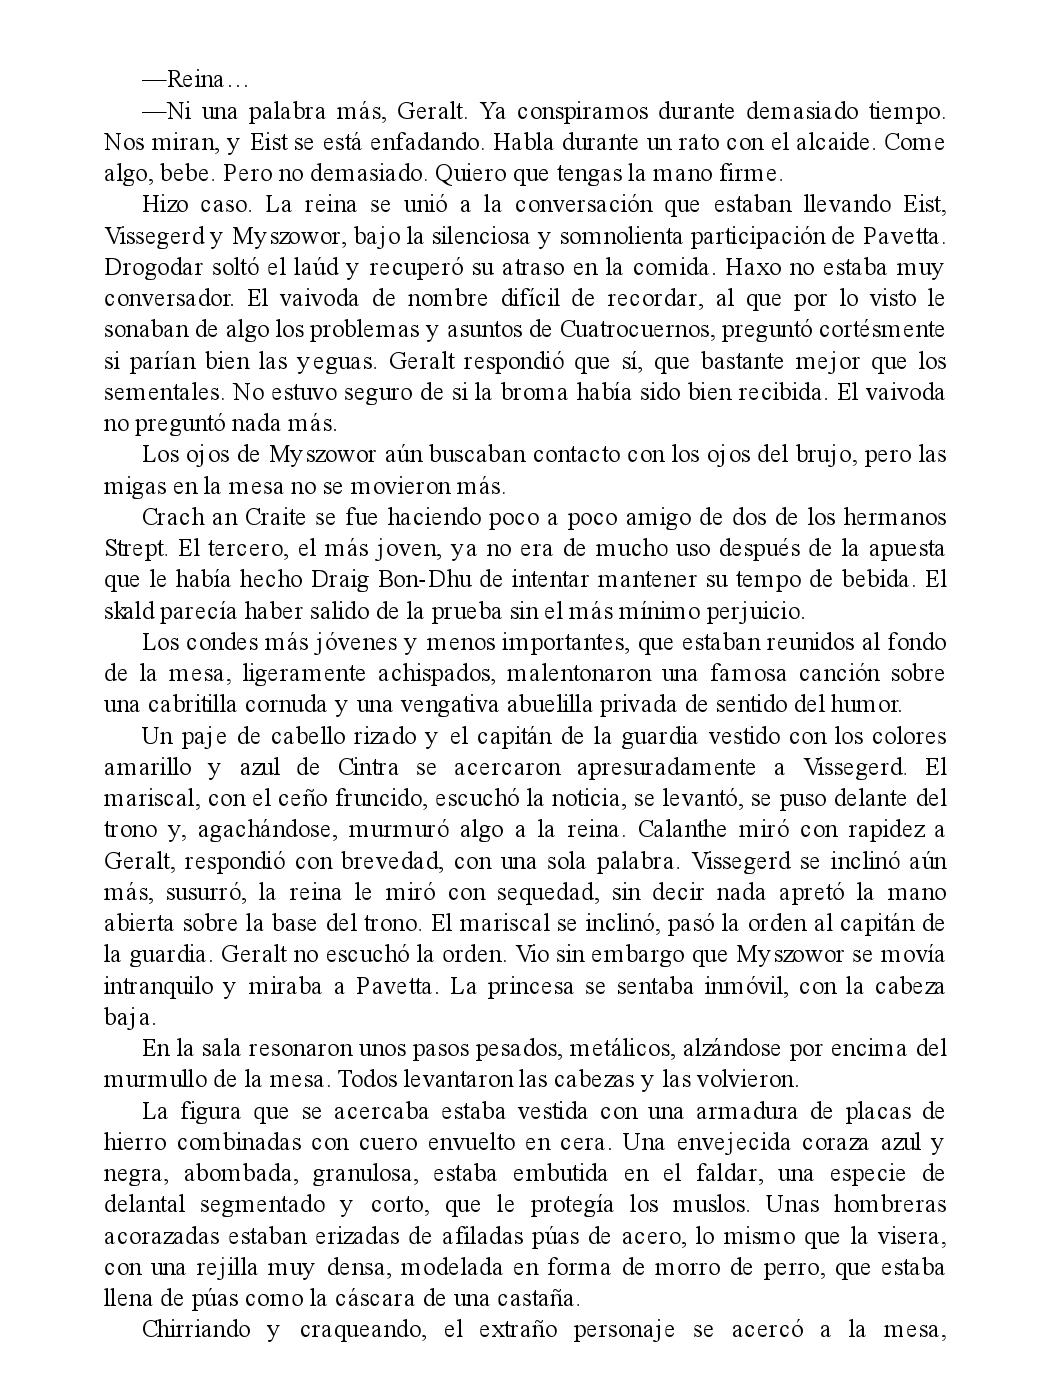 —Reina…
—Ni una palabra más, Geralt. Ya conspiramos durante demasiado tiempo.
Nos miran, y Eist se está enfadando. Habla durante un rato con el alcaide. Come
algo, bebe. Pero no demasiado. Quiero que tengas la mano firme.
Hizo caso. La reina se unió a la conversación que estaban llevando Eist,
Vissegerd y Myszowor, bajo la silenciosa y somnolienta participación de Pavetta.
Drogodar soltó el laúd y recuperó su atraso en la comida. Haxo no estaba muy
conversador. El vaivoda de nombre difícil de recordar, al que por lo visto le
sonaban de algo los problemas y asuntos de Cuatrocuernos, preguntó cortésmente
si parían bien las yeguas. Geralt respondió que sí, que bastante mejor que los
sementales. No estuvo seguro de si la broma había sido bien recibida. El vaivoda
no preguntó nada más.
Los ojos de Myszowor aún buscaban contacto con los ojos del brujo, pero las
migas en la mesa no se movieron más.
Crach an Craite se fue haciendo poco a poco amigo de dos de los hermanos
Strept. El tercero, el más joven, ya no era de mucho uso después de la apuesta
que le había hecho Draig Bon-Dhu de intentar mantener su tempo de bebida. El
skald parecía haber salido de la prueba sin el más mínimo perjuicio.
Los condes más jóvenes y menos importantes, que estaban reunidos al fondo
de la mesa, ligeramente achispados, malentonaron una famosa canción sobre
una cabritilla cornuda y una vengativa abuelilla privada de sentido del humor.
Un paje de cabello rizado y el capitán de la guardia vestido con los colores
amarillo y azul de Cintra se acercaron apresuradamente a Vissegerd. El
mariscal, con el ceño fruncido, escuchó la noticia, se levantó, se puso delante del
trono y, agachándose, murmuró algo a la reina. Calanthe miró con rapidez a
Geralt, respondió con brevedad, con una sola palabra. Vissegerd se inclinó aún
más, susurró, la reina le miró con sequedad, sin decir nada apretó la mano
abierta sobre la base del trono. El mariscal se inclinó, pasó la orden al capitán de
la guardia. Geralt no escuchó la orden. Vio sin embargo que Myszowor se movía
intranquilo y miraba a Pavetta. La princesa se sentaba inmóvil, con la cabeza
baja.
En la sala resonaron unos pasos pesados, metálicos, alzándose por encima del
murmullo de la mesa. Todos levantaron las cabezas y las volvieron.
La figura que se acercaba estaba vestida con una armadura de placas de
hierro combinadas con cuero envuelto en cera. Una envejecida coraza azul y
negra, abombada, granulosa, estaba embutida en el faldar, una especie de
delantal segmentado y corto, que le protegía los muslos. Unas hombreras
acorazadas estaban erizadas de afiladas púas de acero, lo mismo que la visera,
con una rejilla muy densa, modelada en forma de morro de perro, que estaba
llena de púas como la cáscara de una castaña.
Chirriando y craqueando, el extraño personaje se acercó a la mesa,